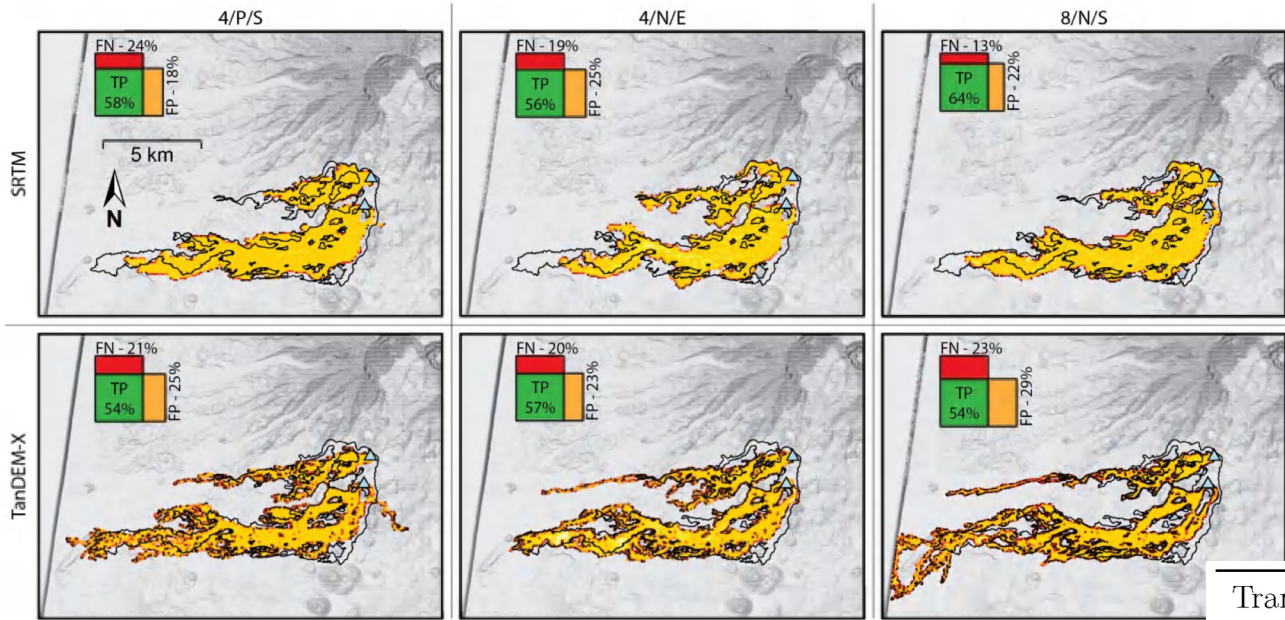 4/P/S 4/N/E 8/N/S
SRTM
FN - 24%
TP
58%
FP - 18%
5 km
N
FN - 19%
TP
56%
FP - 25%
FN - 13%
TP
64%
FP - 22%
TanDEM-X
FN - 21%
TP
54%
FP - 25%
FN - 20%
TP
57%
FP - 23%
FN - 23%
TP
54%
FP - 29%